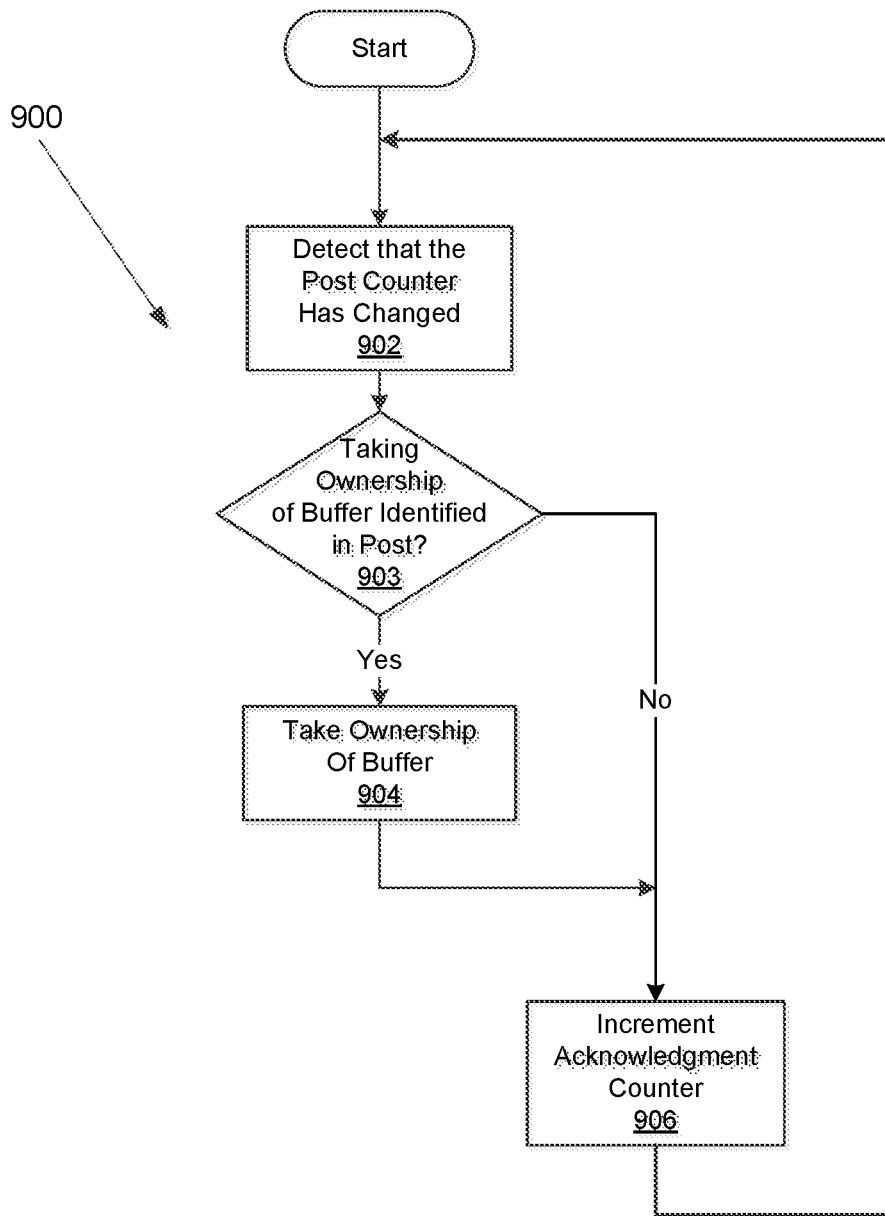 Start
900
Detect that the
Post Counter
Has Changed
902
Taking
Ownership
of Buffer Identified
in Post?
903
Yes
No
Take Ownership
Of Buffer
904
Increment
Acknowledgment
Counter
906